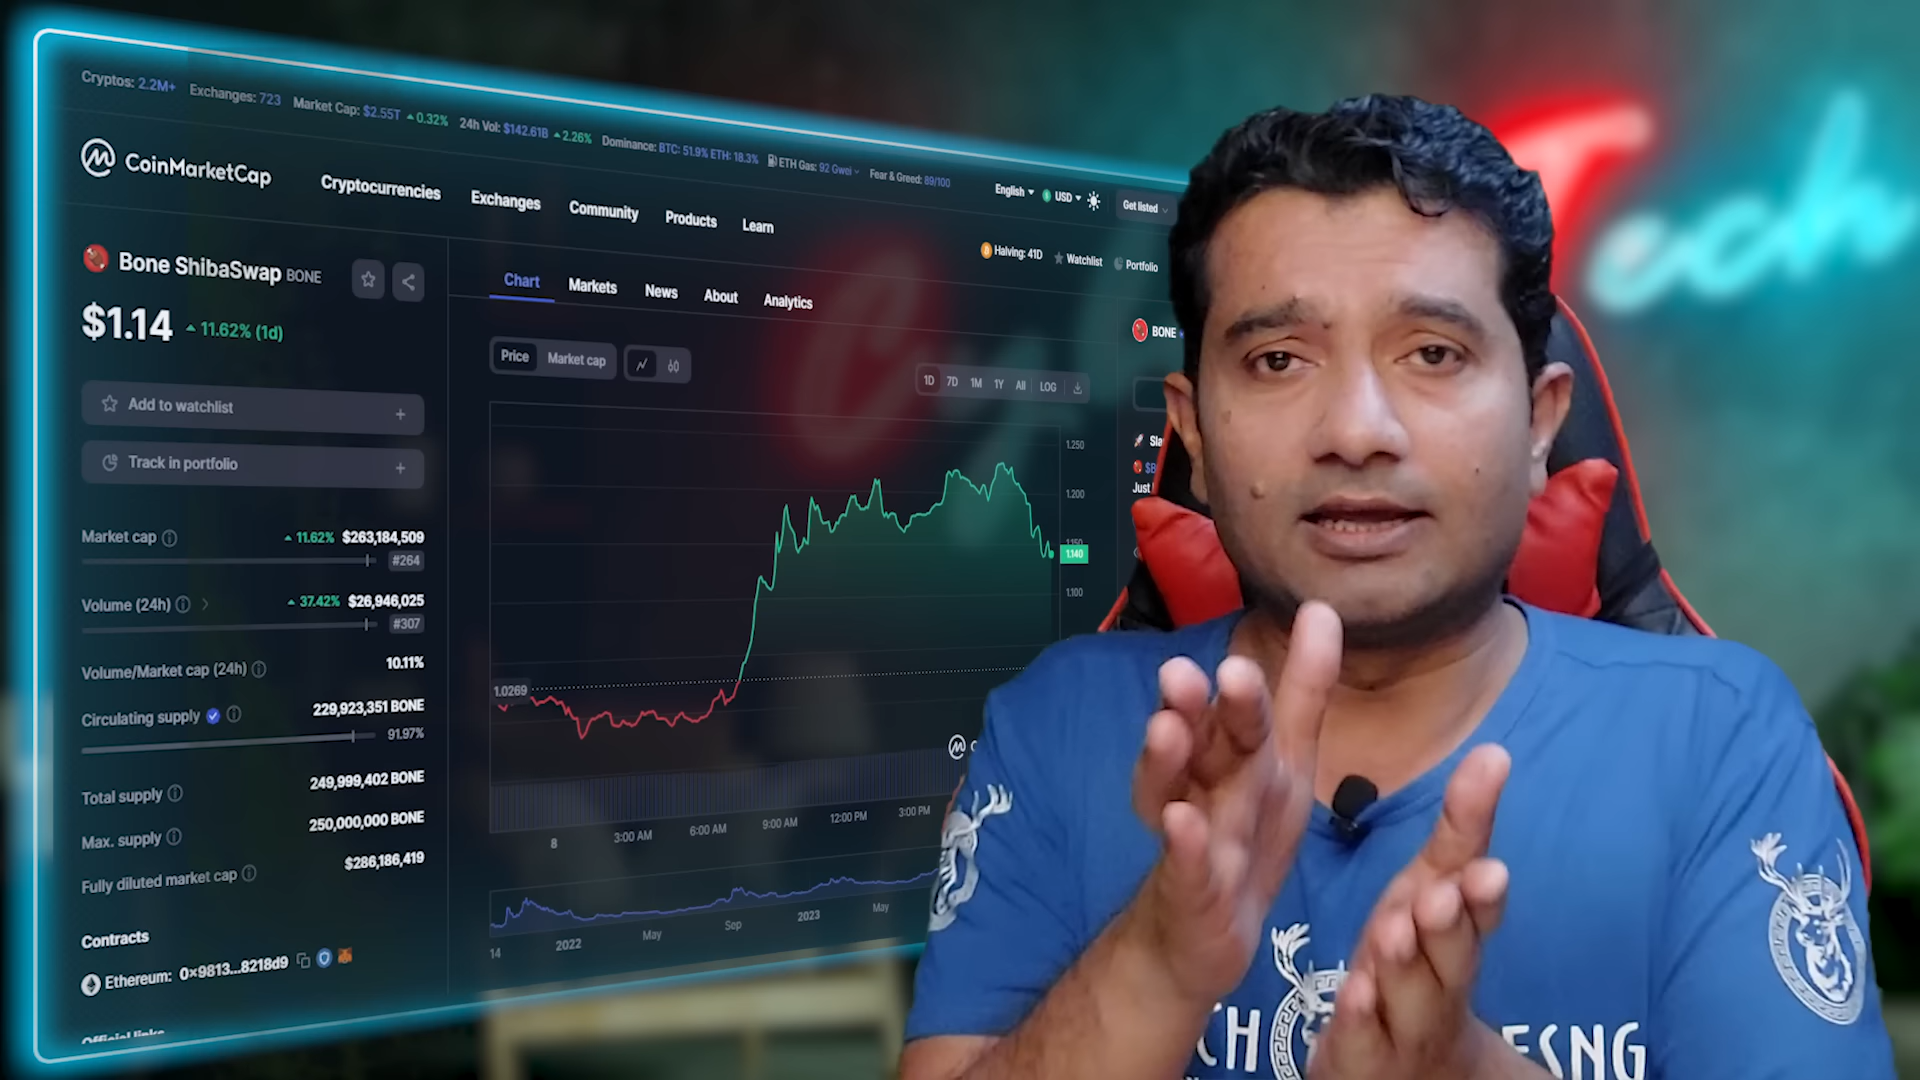 Cryptos: 2.2M+ Exchanges: 723 Market Cap: $2.55T 0.32% 24h Vol: $142.61B 2.26% Dominance: BTC: 51.9% ETH: 18.3% ETH Gas: 92 Gwei Fear & Greed: 89/100
English USD Get listed
CoinMarketCap Cryptocurrencies Exchanges Community Products Learn
Halving: 41D Watchlist Portfolio
Tech
Bone ShibaSwap BONE
$1.14 11.62% (1d)
Add to watchlist
Track in portfolio
Market cap 11.62% $263,184,509
#264
Volume (24h) 37.42% $26,946,025
#307
Volume/Market cap (24h) 10.11%
Circulating supply 229,923,351 BONE
91.97%
Total supply 249,999,402 BONE
Max. supply 250,000,000 BONE
Fully diluted market cap $286,186,419
Contracts
Ethereum: 0x9813...8218d9
Official links
Chart Markets News About Analytics
Price Market cap
1D 7D 1M 1Y All LOG
1.250
1.200
1.150
1.140
1.100
1.0269
8 3:00 AM 6:00 AM 9:00 AM 12:00 PM 3:00 PM
14 2022 May Sep 2023 May
BONE
$B
Just
CH
ESNG